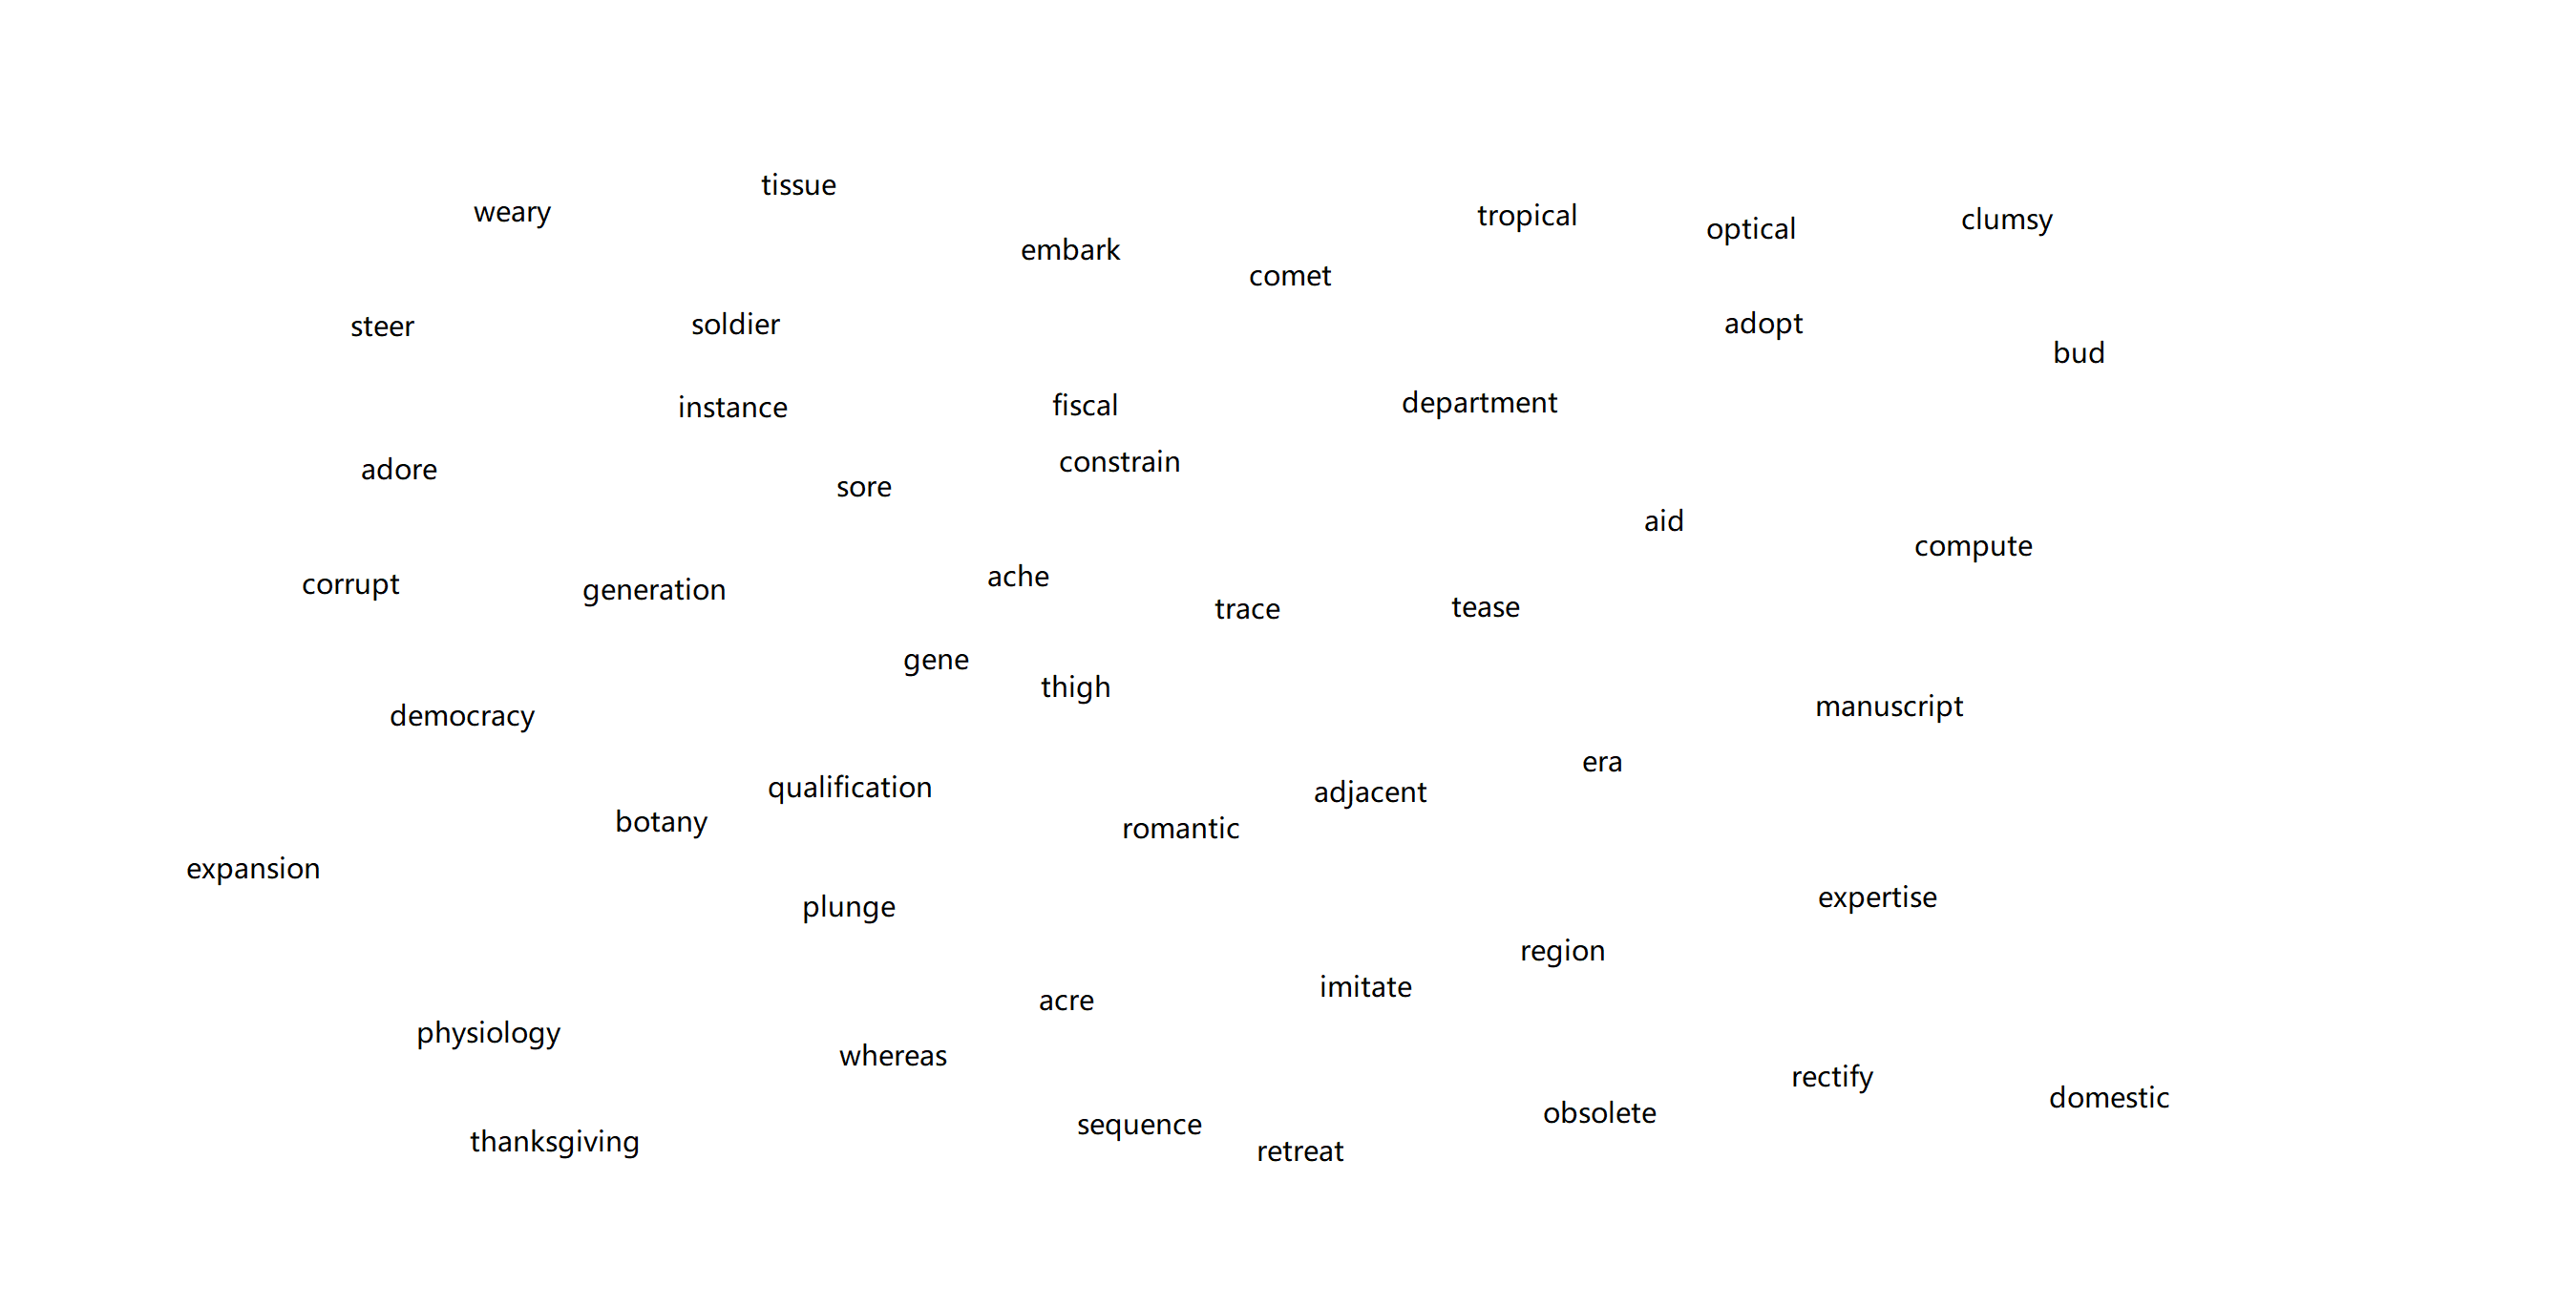 tissue
weary
tropical
clumsy
optical
embark
comet
steer
soldier
adopt
bud
instance
fiscal
department
adore
constrain
sore
aid
compute
corrupt
generation
ache
trace
tease
gene
thigh
democracy
manuscript
era
qualification
adjacent
botany
romantic
expansion
plunge
expertise
region
imitate
acre
physiology
whereas
rectify
domestic
obsolete
sequence
thanksgiving
retreat